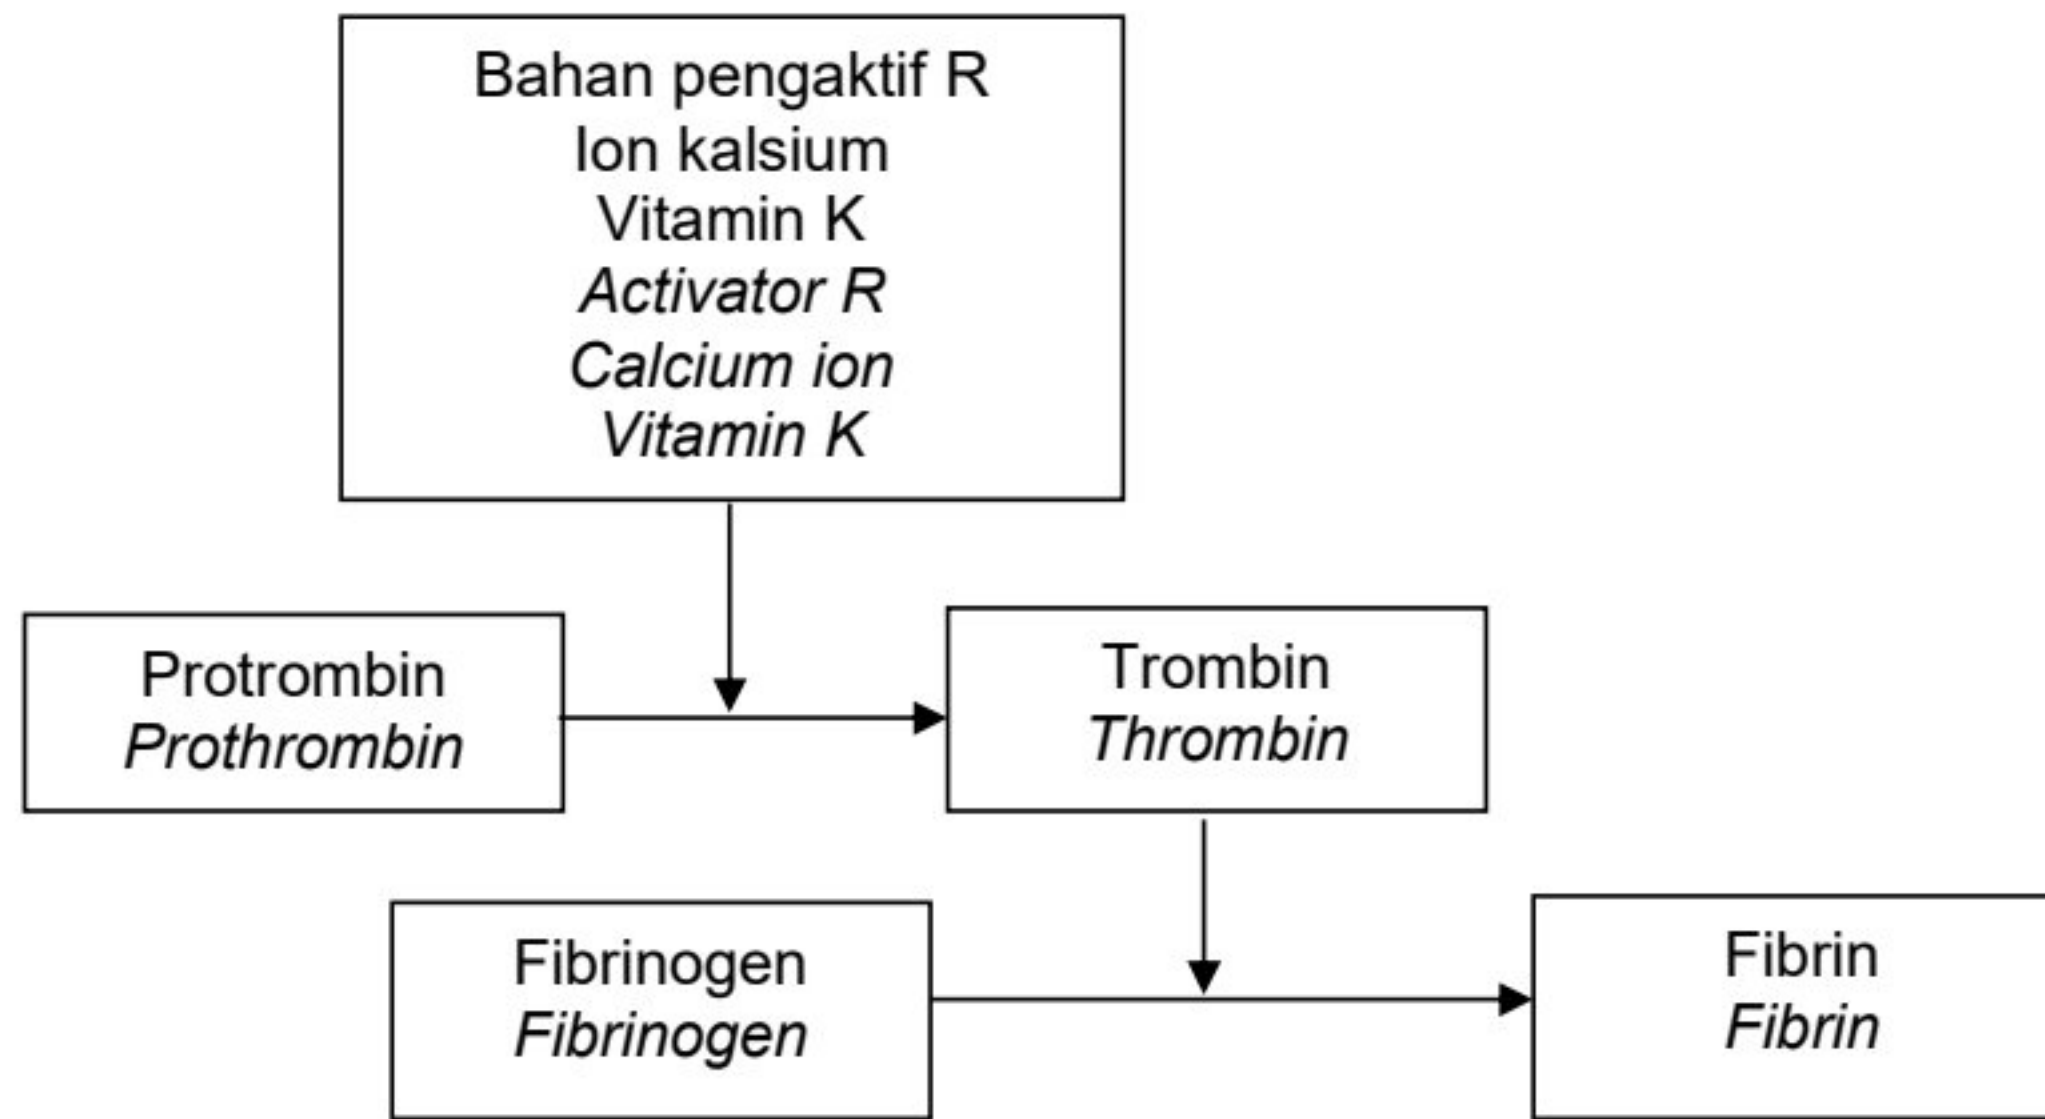 Bahan pengaktif R
Ion kalsium
Vitamin K
Activator R
Calcium ion
Vitamin K
Protrombin
Prothrombin
Trombin
Thrombin
Fibrinogen
Fibrinogen
Fibrin
Fibrin